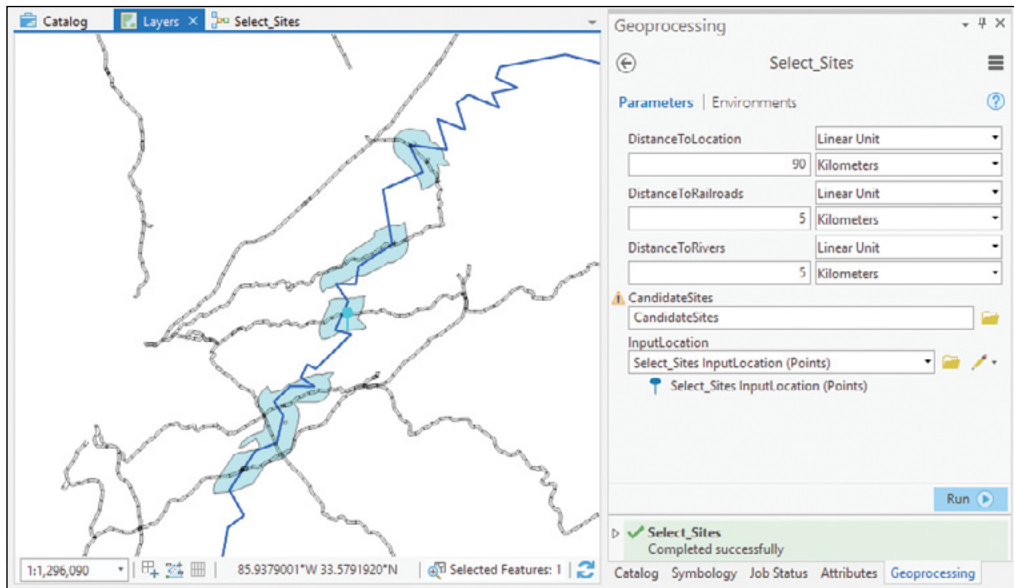 Catalog
Layers
Select_Sites
Geoprocessing
Select_Sites
Parameters | Environments
DistanceToLocation
Linear Unit
90 Kilometers
DistanceToRailroads
Linear Unit
5 Kilometers
DistanceToRivers
Linear Unit
5 Kilometers
CandidateSites
CandidateSites
InputLocation
Select_Sites InputLocation (Points)
Select_Sites InputLocation (Points)
Run
Select_Sites
Completed successfully
1:1,296,090
85.9379001°W 33.5791920°N
Selected Features: 1
Catalog Symbology Job Status Attributes Geoprocessing